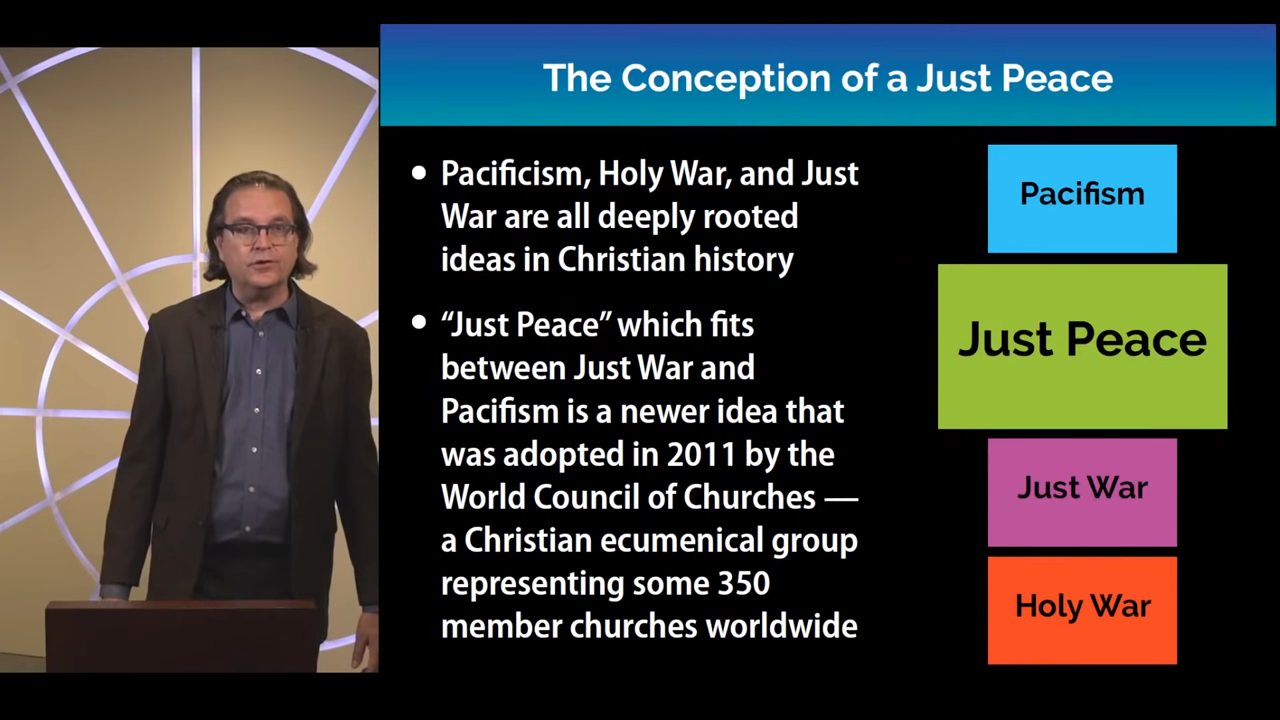 The Conception of a Just Peace
• Pacificism, Holy War, and Just
War are all deeply rooted
ideas in Christian history
• “Just Peace” which fits
between Just War and
Pacifism is a newer idea that
was adopted in 2011 by the
World Council of Churches —
a Christian ecumenical group
representing some 350
member churches worldwide
Pacifism
Just Peace
Just War
Holy War